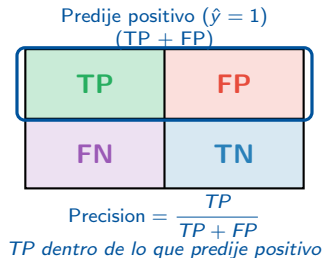 Predije positivo (ŷ = 1)
(TP + FP)
TP FP
FN TN
Precision = TP / (TP + FP)
TP dentro de lo que predije positivo